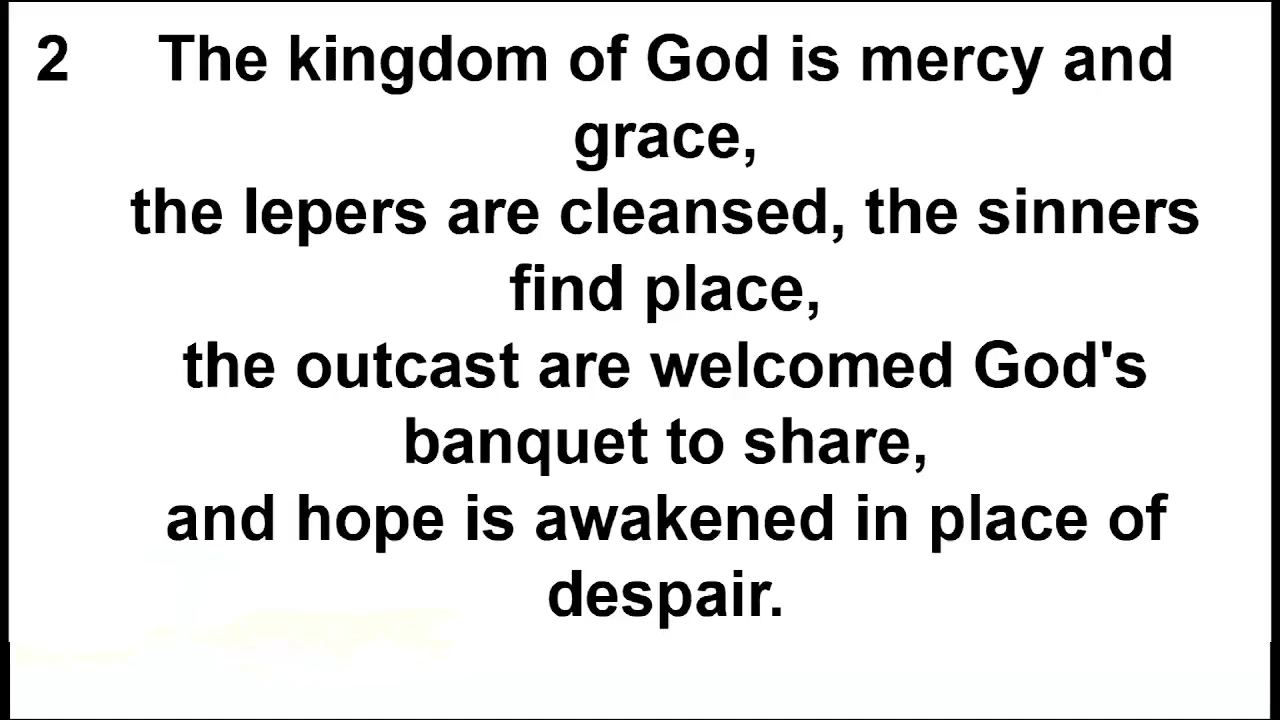 2 The kingdom of God is mercy and
grace,
the lepers are cleansed, the sinners
find place,
the outcast are welcomed God's
banquet to share,
and hope is awakened in place of
despair.